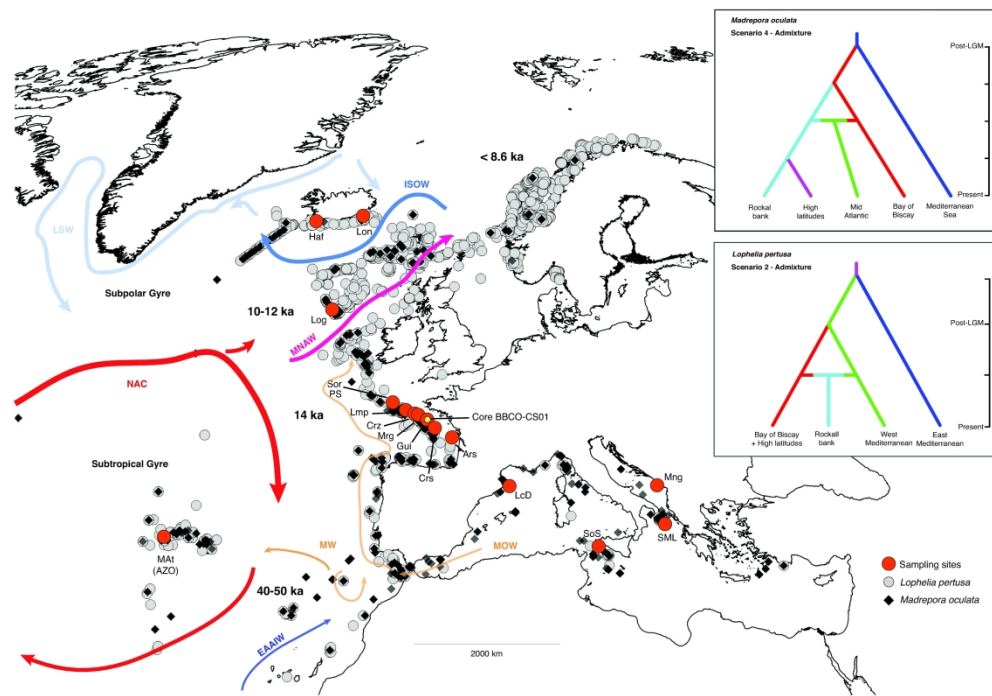 Madrepora oculata
Scenario 4 - Admixture
Post-LGM
Present
Rockal
bank
High
latitudes
Mid
Atlantic
Bay of
Biscay
Mediterranean
Sea
Lophelia pertusa
Scenario 2 - Admixture
Post-LGM
Present
Bay of Biscay
+ High latitudes
Rockall
bank
West
Mediterranean
East
Mediterranean
< 8.6 ka
ISOW
LSW
Haf
Lon
Subpolar Gyre
10-12 ka
Log
MNAW
NAC
Sor
PS
14 ka
Lmp
Crz
Mrg
Gui
Crs
Core BBCO-CS01
Ars
Subtropical Gyre
LcD
Mng
SoS
SML
MAt
(AZO)
MW
MOW
40-50 ka
EAAIW
2000 km
Sampling sites
Lophelia pertusa
Madrepora oculata